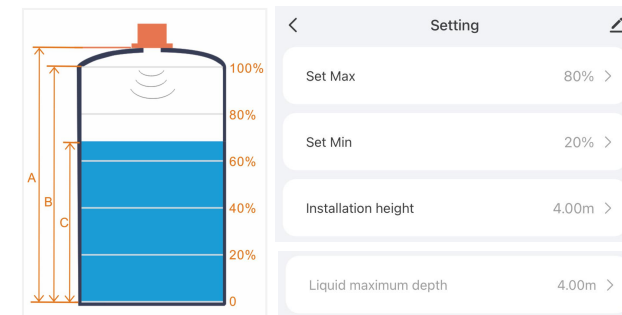 100%
80%
60%
40%
20%
0
A
B
C
Setting
Set Max 80%
Set Min 20%
Installation height 4.00m
Liquid maximum depth 4.00m